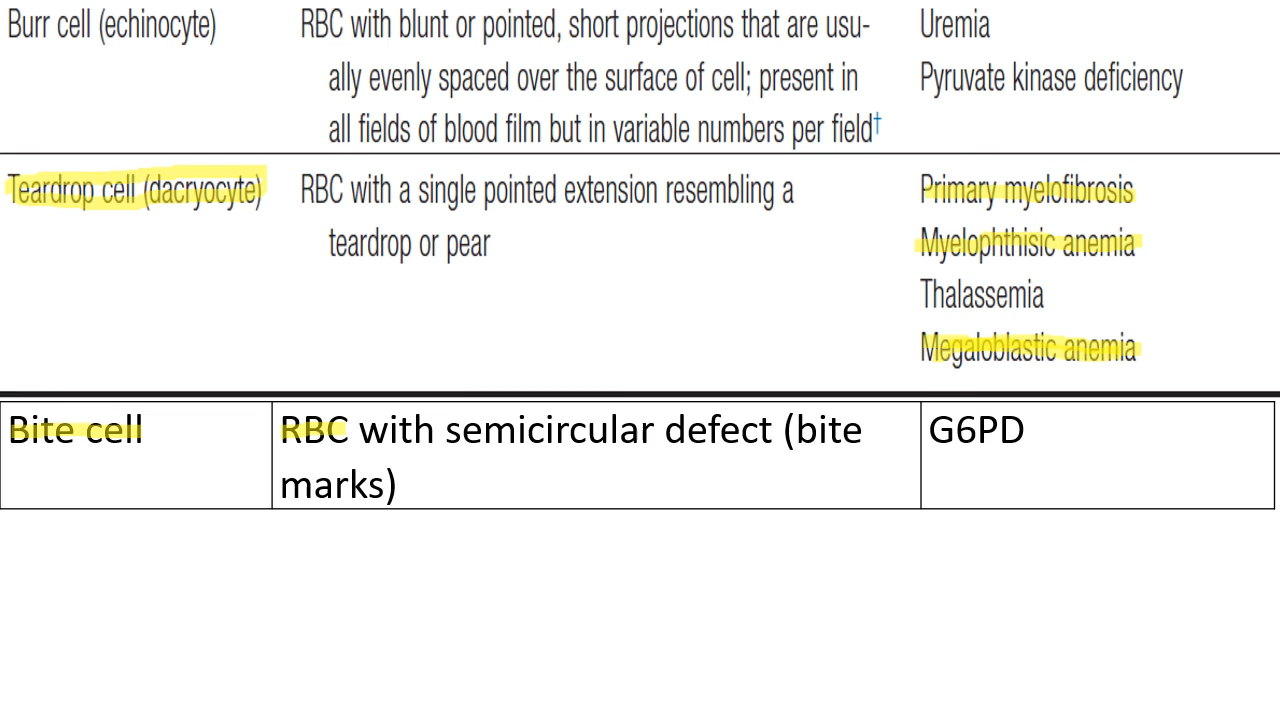 Burr cell (echinocyte) RBC with blunt or pointed, short projections that are usu- Uremia
ally evenly spaced over the surface of cell; present in Pyruvate kinase deficiency
all fields of blood film but in variable numbers per field†
Teardrop cell (dacryocyte) RBC with a single pointed extension resembling a Primary myelofibrosis
teardrop or pear Myelophthisic anemia
Thalassemia
Megaloblastic anemia
Bite cell RBC with semicircular defect (bite G6PD
marks)